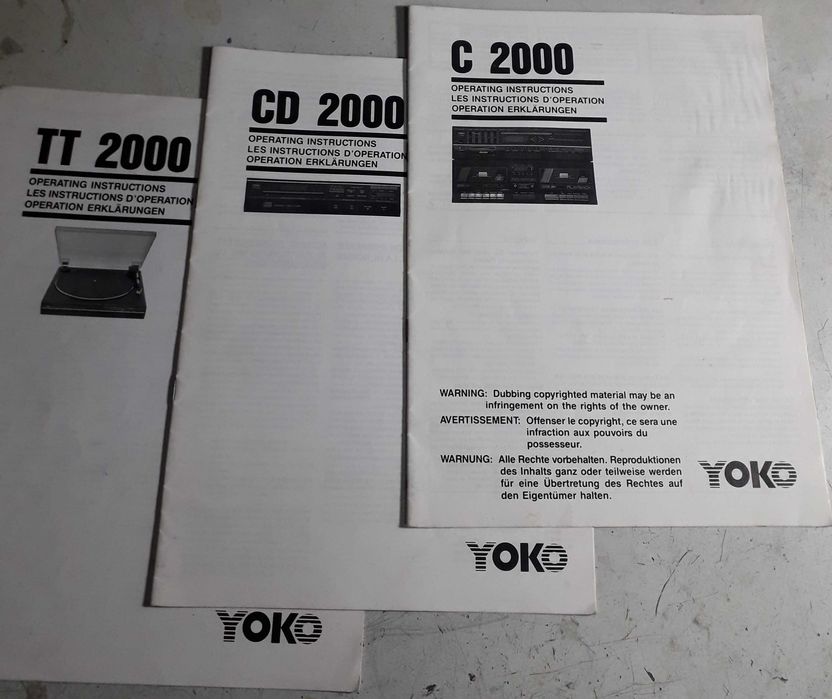 TT 2000
OPERATING INSTRUCTIONS
LES INSTRUCTIONS D'OPERATION
OPERATION ERKLÄRUNGEN
YOKO
CD 2000
OPERATING INSTRUCTIONS
LES INSTRUCTIONS D'OPERATION
OPERATION ERKLÄRUNGEN
YOKO
C 2000
OPERATING INSTRUCTIONS
LES INSTRUCTIONS D'OPERATION
OPERATION ERKLÄRUNGEN
WARNING: Dubbing copyrighted material may be an
infringement on the rights of the owner.
AVERTISSEMENT: Offenser le copyright, ce sera une
infraction aux pouvoirs du
possesseur.
WARNUNG: Alle Rechte vorbehalten. Reproduktionen
des Inhalts ganz oder teilweise werden
für eine Übertretung des Rechtes auf
den Eigentümer halten.
YOKO